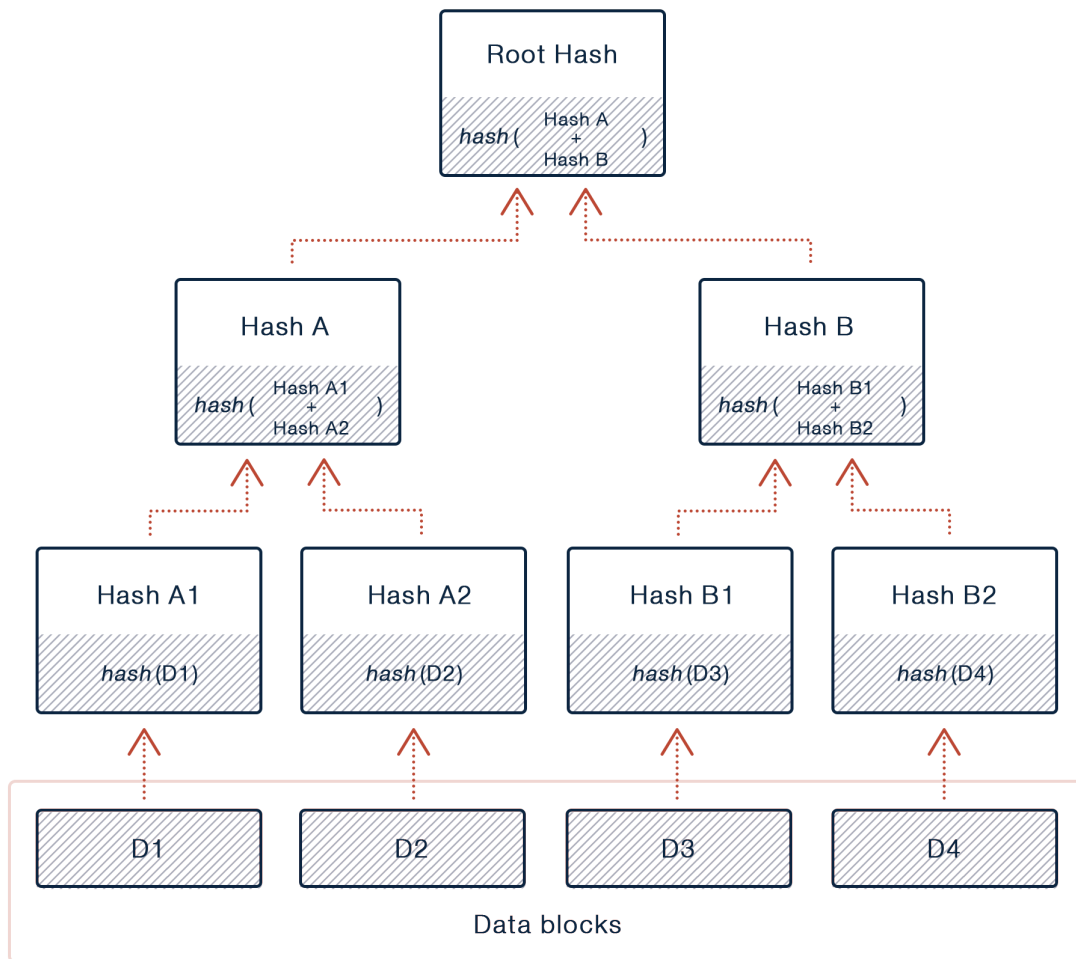 Root Hash
Hash A
hash( + )
Hash B
Hash A
Hash B
Hash A1
hash( + )
Hash A2
Hash B1
hash( + )
Hash B2
Hash A1
Hash A2
Hash B1
Hash B2
hash(D1)
hash(D2)
hash(D3)
hash(D4)
D1
D2
D3
D4
Data blocks